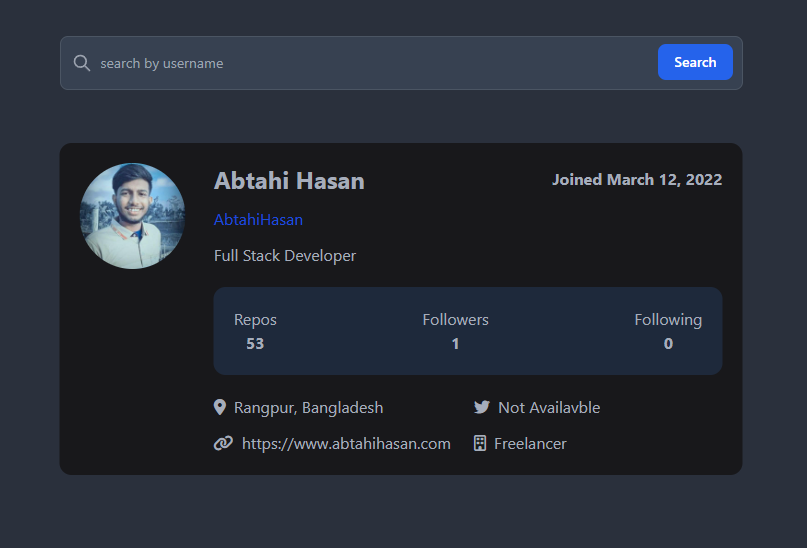 search by username
Search
Abtahi Hasan
Joined March 12, 2022
AbtahiHasan
Full Stack Developer
Repos
53
Followers
1
Following
0
Rangpur, Bangladesh
Not Availavble
https://www.abtahihasan.com
Freelancer